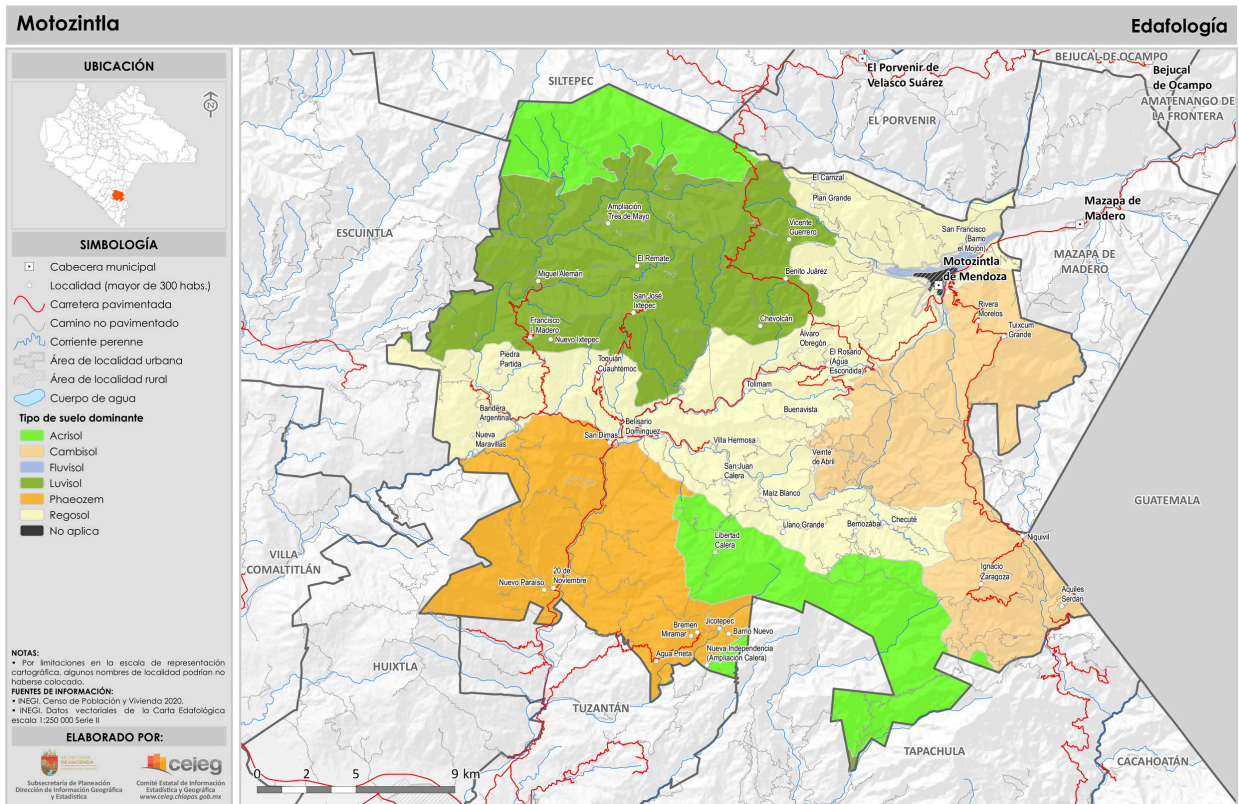 Motozintla
Edafología
UBICACIÓN
N
SIMBOLOGÍA
Cabecera municipal
Localidad (mayor de 300 habs.)
Carretera pavimentada
Camino no pavimentado
Corriente perenne
Área de localidad urbana
Área de localidad rural
Cuerpo de agua
Tipo de suelo dominante
Acrisol
Cambisol
Fluvisol
Luvisol
Phaeozem
Regosol
No aplica
NOTAS:
• Por limitaciones en la escala de representación
cartográfica, algunos nombres de localidad podrían no
haberse colocado.
FUENTES DE INFORMACIÓN:
• INEGI. Censo de Población y Vivienda 2020.
• INEGI. Datos vectoriales de la Carta Edafológica
escala 1:250 000 Serie II
ELABORADO POR:
SECRETARÍA
DE HACIENDA
ceieg
Subsecretaría de Planeación
Dirección de Información Geográfica
y Estadística
Comité Estatal de Información
Estadística y Geográfica
www.ceieg.chiapas.gob.mx
SILTEPEC
El Porvenir de
Velasco Suárez
BEJUCAL DE OCAMPO
Bejucal
de Ocampo
AMATENANGO DE
LA FRONTERA
EL PORVENIR
ESCUINTLA
El Carrizal
Plan Grande
Mazapa de
Madero
MAZAPA DE
MADERO
Ampliación
Tres de Mayo
Vicente
Guerrero
San Francisco
(Barrio
el Mojón)
Motozintla
de Mendoza
El Remate
Miguel Alemán
Benito Juárez
San José
Ixtepec
Rivera
Morelos
Tuixcum
Grande
Francisco
I. Madero
Nuevo Ixtepec
Chevolcán
Álvaro
Obregón
Piedra
Partida
Toquián
Cuauhtémoc
El Rosario
(Agua
Escondida)
Tolimam
Buenavista
Bandera
Argentina
Nueva
Maravillas
San Dimas
Belisario
Domínguez
Villa Hermosa
Veinte
de Abril
San Juan
Calera
Maíz Blanco
Llano Grande
Bemozábal
Checuté
Libertad
Calera
Niquivil
GUATEMALA
VILLA
COMALTITLÁN
Nuevo Paraíso
20 de
Noviembre
Ignacio
Zaragoza
Aquiles
Serdán
Bremen
Miramar
Jicotepec
Barrio Nuevo
Agua Prieta
Nueva Independencia
(Ampliación Calera)
HUIXTLA
TUZANTÁN
TAPACHULA
CACAHOATÁN
0 2 5 9 km